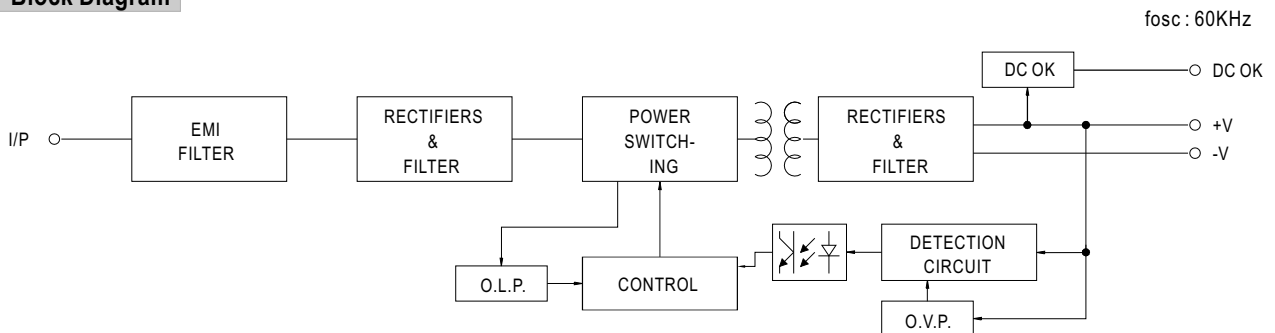 Block Diagram
fosc : 60KHz
DC OK
DC OK
I/P
EMI
FILTER
RECTIFIERS
&
FILTER
POWER
SWITCH-
ING
RECTIFIERS
&
FILTER
+V
-V
O.L.P.
CONTROL
DETECTION
CIRCUIT
O.V.P.